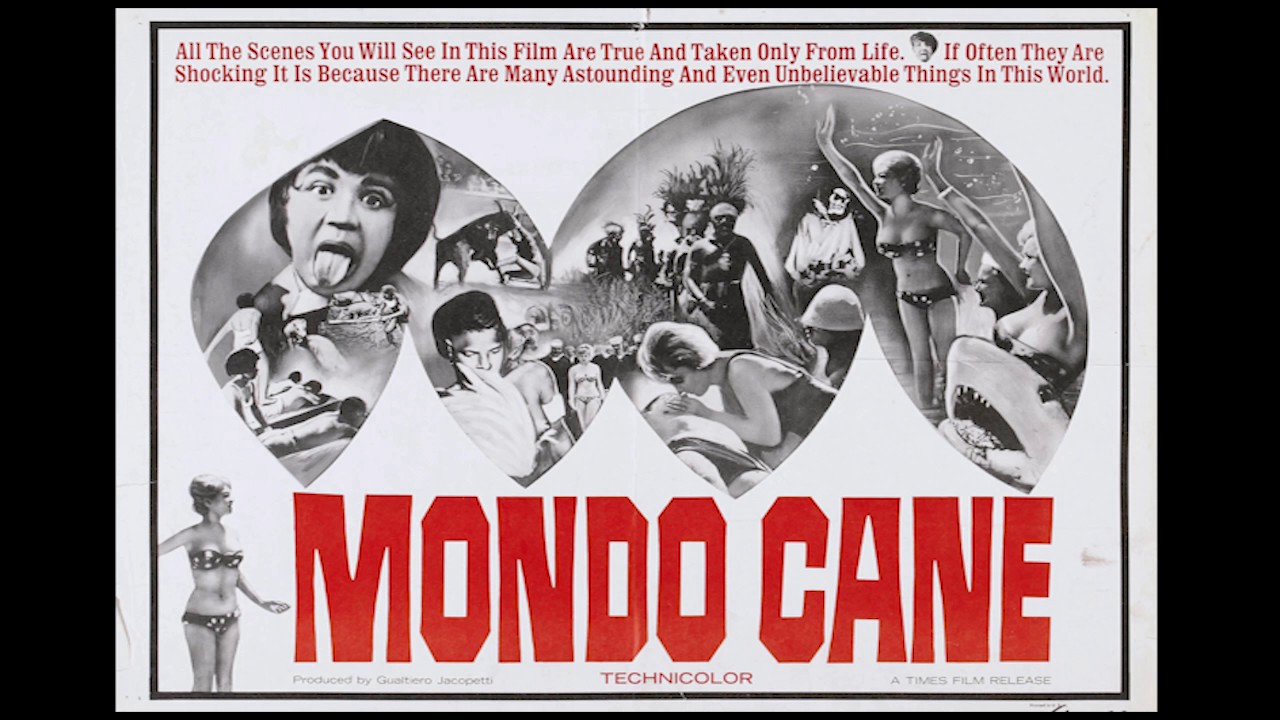 All The Scenes You Will See In This Film Are True And Taken Only From Life. If Often They Are
Shocking It Is Because There Are Many Astounding And Even Unbelievable Things In This World.
MONDO CANE
Produced by Gualtiero Jacopetti
TECHNICOLOR
A TIMES FILM RELEASE